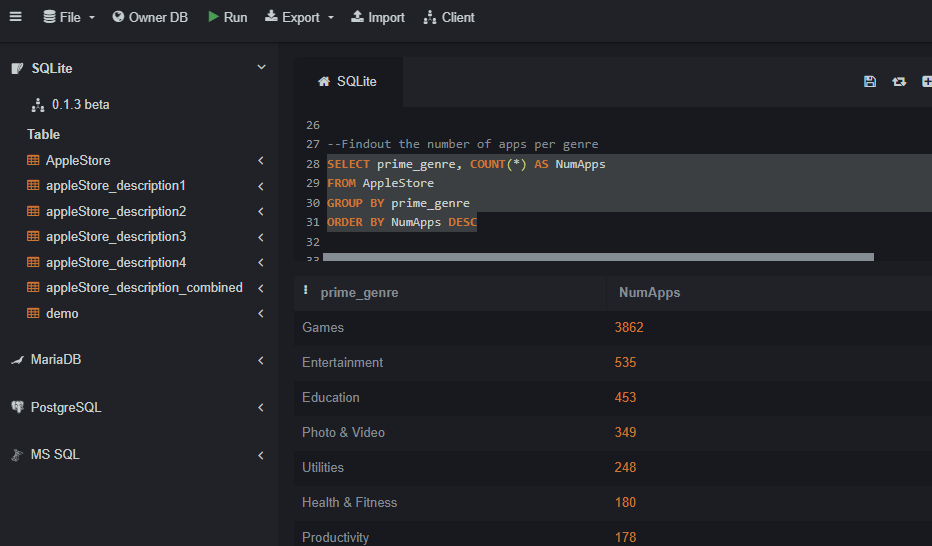 File Owner DB Run Export Import Client
SQLite
0.1.3 beta
Table
AppleStore
appleStore_description1
appleStore_description2
appleStore_description3
appleStore_description4
appleStore_description_combined
demo
MariaDB
PostgreSQL
MS SQL
SQLite
26
27 --Findout the number of apps per genre
28 SELECT prime_genre, COUNT(*) AS NumApps
29 FROM AppleStore
30 GROUP BY prime_genre
31 ORDER BY NumApps DESC
32
33
prime_genre NumApps
Games 3862
Entertainment 535
Education 453
Photo & Video 349
Utilities 248
Health & Fitness 180
Productivity 178